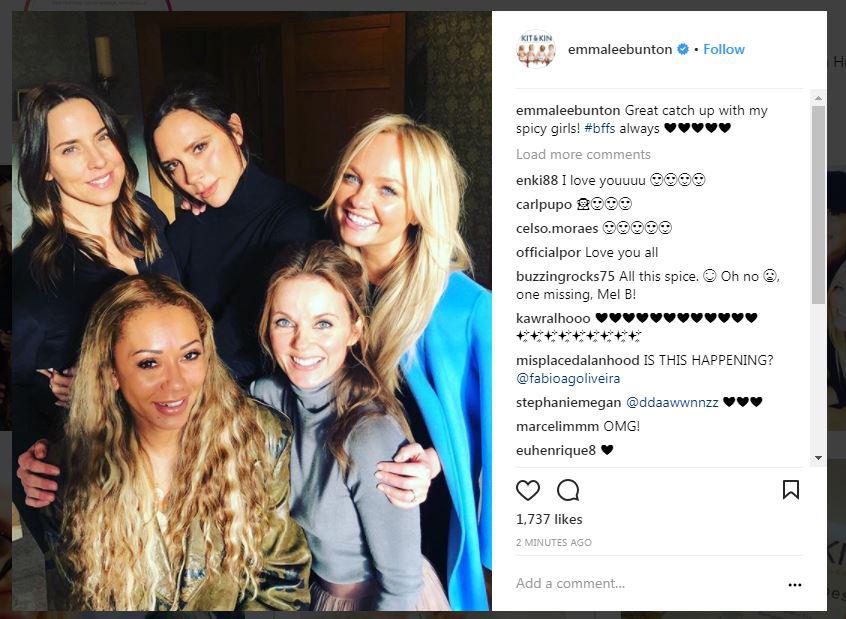 KIT & KIN
emmaleebunton • Follow
emmaleebunton Great catch up with my
spicy girls! #bffs always ♥♥♥♥♥
Load more comments
enki88 I love youuuu 😍😍😍😍
carlpupo 🙊😍😍😍
celso.moraes 😍😍😍😍😍
officialpor Love you all
buzzingrocks75 All this spice. ☺ Oh no 😫,
one missing, Mel B!
kawralhooo ♥♥♥♥♥♥♥♥♥♥♥♥
✨✨✨✨✨✨✨✨✨
misplacedalanhood IS THIS HAPPENING?
@fabioagoliveira
stephaniemegan @ddaawwnnzz ♥♥♥
marcelimmm OMG!
euhenrique8 ♥
1,737 likes
2 MINUTES AGO
Add a comment...